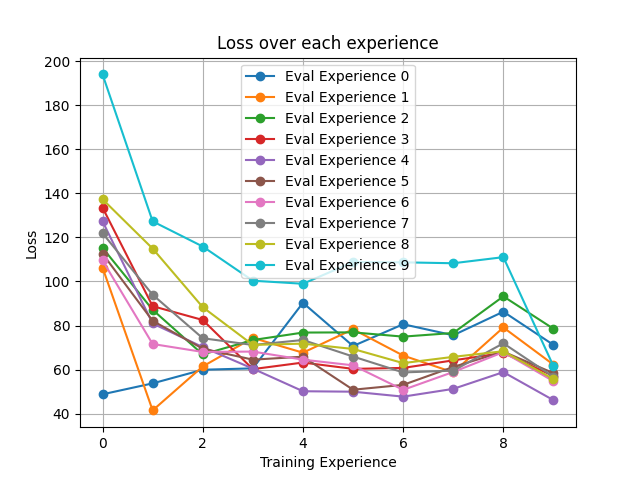 Loss over each experience
200
180
160
140
120
100
80
60
40
Loss
Eval Experience 0
Eval Experience 1
Eval Experience 2
Eval Experience 3
Eval Experience 4
Eval Experience 5
Eval Experience 6
Eval Experience 7
Eval Experience 8
Eval Experience 9
0 2 4 6 8
Training Experience